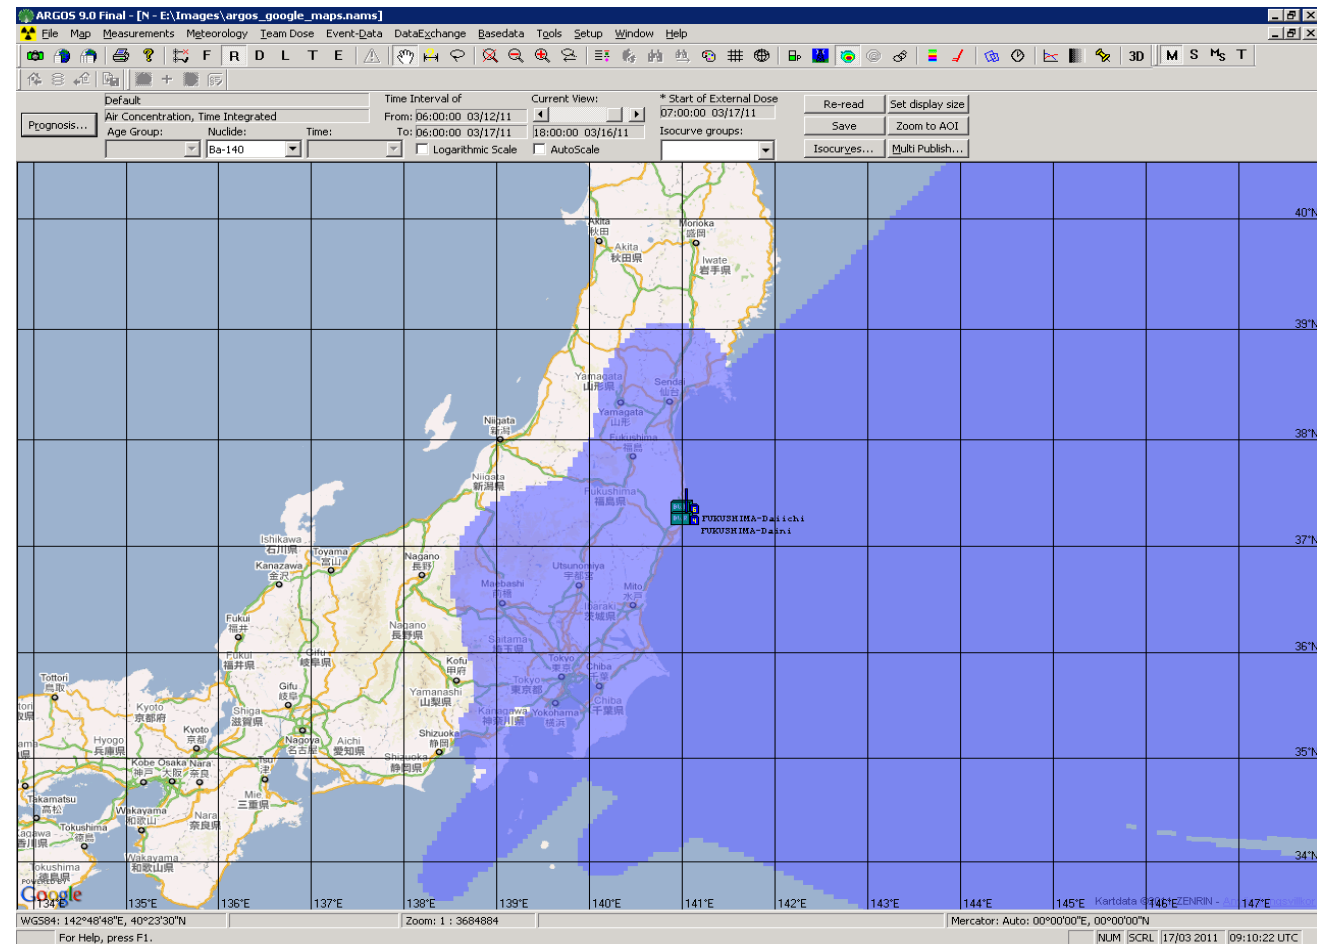 ARGOS 9.0 Final - [N - E:\Images\argos_google_maps.nams]
File Map Measurements Meteorology Team Dose Event-Data DataExchange Basedata Tools Setup Window Help
F R D L T E 3D M S Ms T
Default
Air Concentration, Time Integrated
Prognosis...
Age Group: Nuclide: Time:
Ba-140
Time Interval of
From: 06:00:00 03/12/11
To: 06:00:00 03/17/11
Logarithmic Scale
Current View:
18:00:00 03/16/11
AutoScale
* Start of External Dose
07:00:00 03/17/11
Isocurve groups:
Re-read Set display size
Save Zoom to AOI
Isocurves... Multi Publish...
40°N
Akita
秋田
Morioka
盛岡
Akita
秋田県
Iwate
岩手県
39°N
Yamagata
山形県
Sendai
仙台
Yamagata
山形
Niigata
新潟
38°N
Fukushima
福島
Niigata
新潟県
Fukushima
福島県
FUKUSHIMA-Daiichi
FUKUSHIMA-Daini
37°N
Ishikawa
石川県
Toyama
富山
Kanazawa
金沢
Nagano
長野
Utsunomiya
宇都宮
Maebashi
前橋
Mito
水戸
Ibaraki
茨城県
Fukui
福井
Nagano
長野県
Saitama
埼玉県
36°N
Fukui
福井県
Gifu
岐阜県
Kofu
甲府
Tokyo
東京
Chiba
千葉
Tottori
鳥取
Gifu
岐阜
Yamanashi
山梨県
Tokyo
東京都
Chiba
千葉県
Kyoto
京都府
Shiga
滋賀県
Kanagawa
神奈川県
Yokohama
横浜
Kyoto
京都
Hyogo
兵庫県
Nagoya
名古屋
Aichi
愛知県
Shizuoka
静岡
35°N
Kobe
神戸
Osaka
大阪
Nara
奈良
Tsu
津
Shizuoka
静岡県
Mie
三重県
Takamatsu
高松
Wakayama
和歌山
Nara
奈良県
Tokushima
徳島
Wakayama
和歌山県
Tokushima
徳島県
34°N
POWERED BY
Google
134°E 135°E 136°E 137°E 138°E 139°E 140°E 141°E 142°E 143°E 144°E 145°E 146°E 147°E
Kartdata ©2011 ZENRIN -
WGS84: 142°48'48"E, 40°23'30"N Zoom: 1 : 3684884 Mercator: Auto: 00°00'00"E, 00°00'00"N
For Help, press F1. NUM SCRL 17/03 2011 09:10:22 UTC